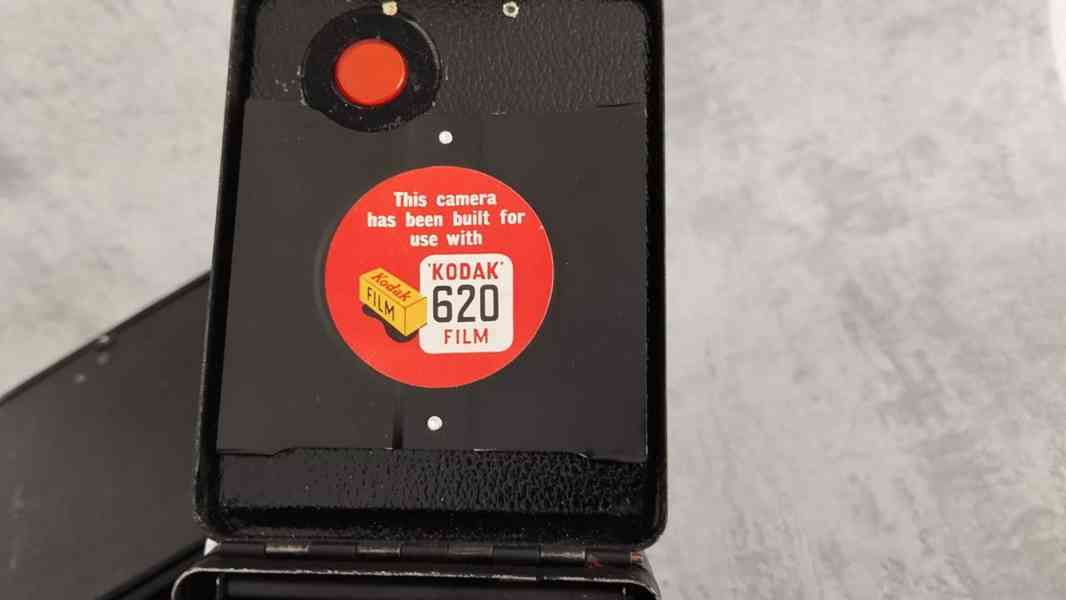 This camera
has been built for
use with
'KODAK'
620
FILM
Kodak
FILM